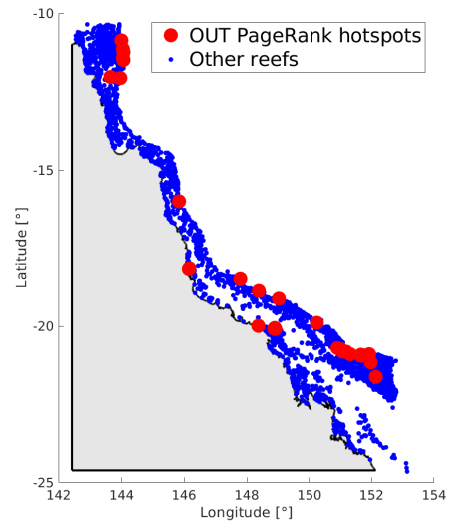 -10
OUT PageRank hotspots
Other reefs
-15
Latitude [°]
-20
-25
142 144 146 148 150 152 154
Longitude [°]